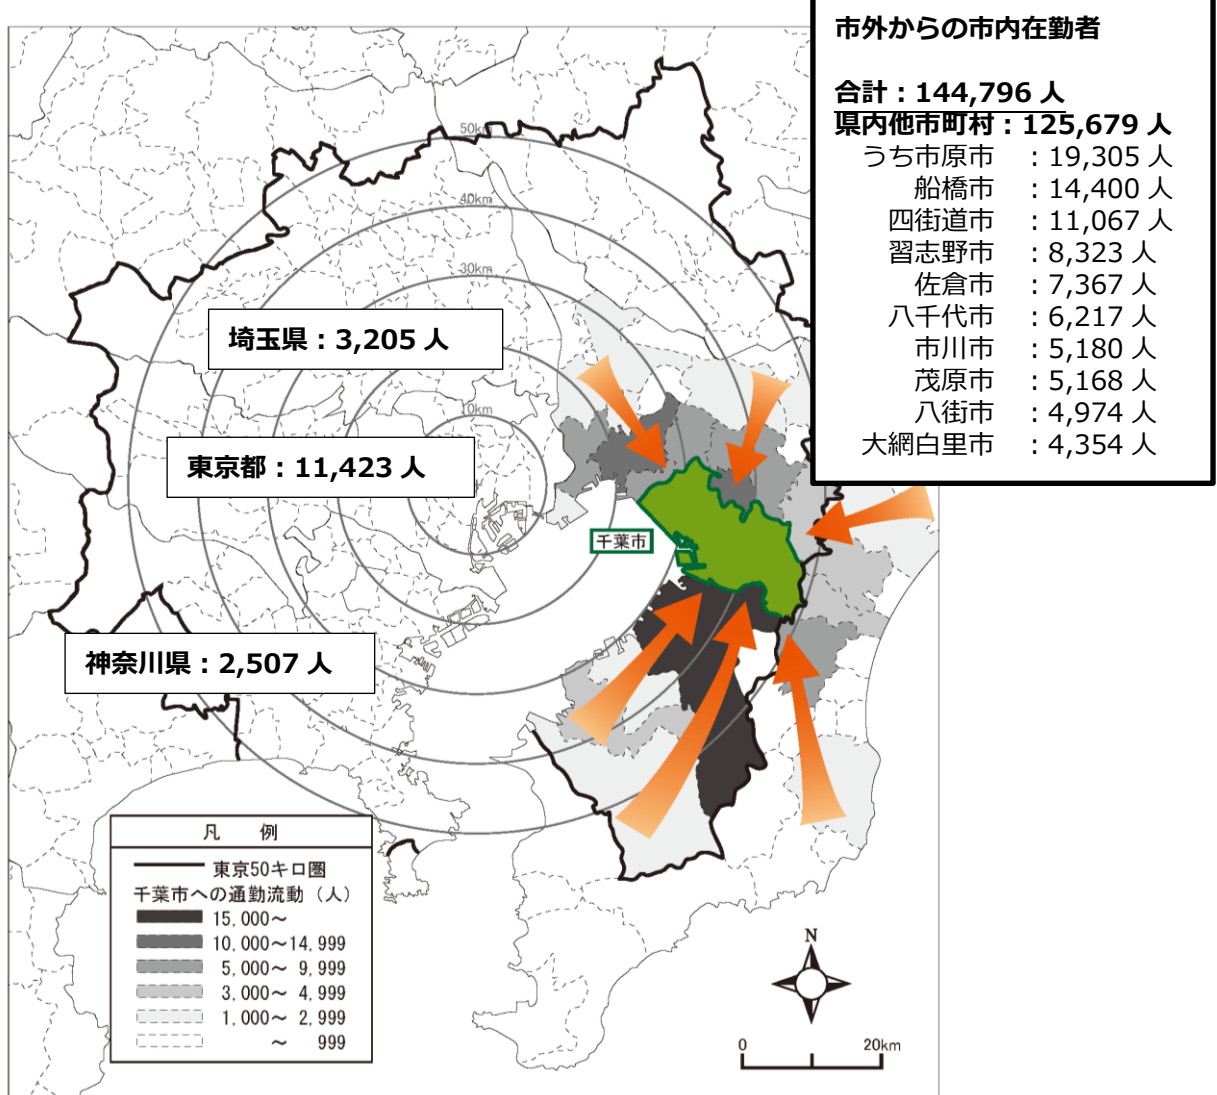 市外からの市内在勤者
合計：144,796 人
県内他市町村：125,679 人
うち市原市　：19,305 人
船橋市　：14,400 人
四街道市　：11,067 人
習志野市　：8,323 人
佐倉市　：7,367 人
八千代市　：6,217 人
市川市　：5,180 人
茂原市　：5,168 人
八街市　：4,974 人
大網白里市　：4,354 人
50km
40km
30km
埼玉県：3,205 人
10km
東京都：11,423 人
千葉市
神奈川県：2,507 人
凡　例
東京50キロ圏
千葉市への通勤流動（人）
15,000～
10,000～14,999
5,000～ 9,999
3,000～ 4,999
1,000～ 2,999
～ 999
N
0 20km